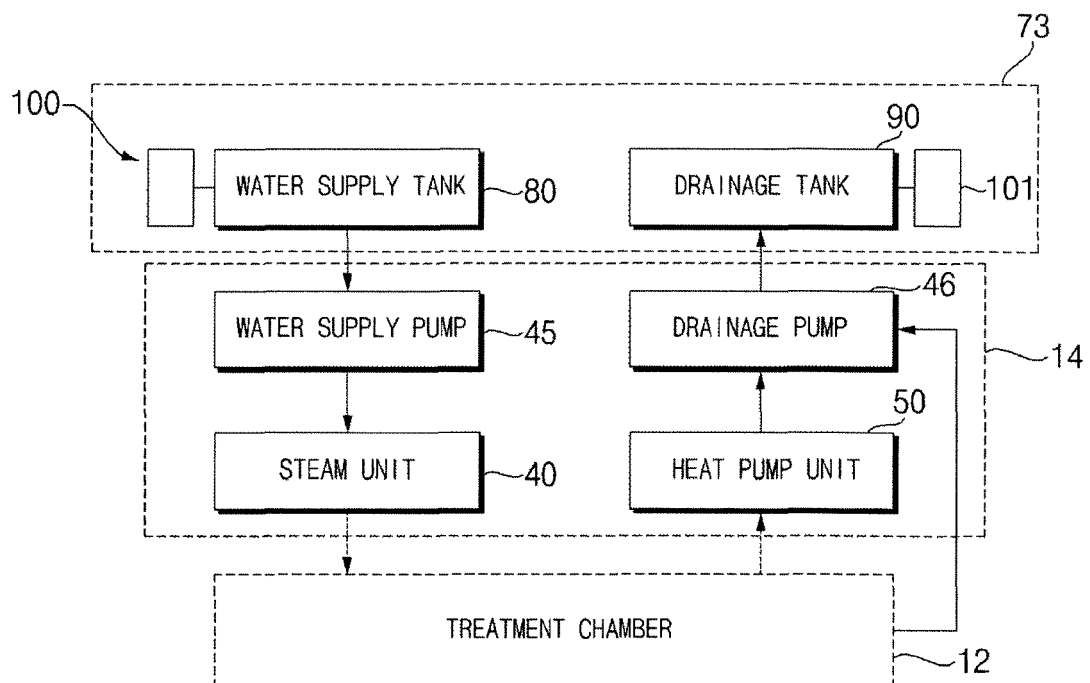 73
100
90
WATER SUPPLY TANK
80
DRAINAGE TANK
101
46
WATER SUPPLY PUMP
45
DRAINAGE PUMP
14
50
STEAM UNIT
40
HEAT PUMP UNIT
TREATMENT CHAMBER
12